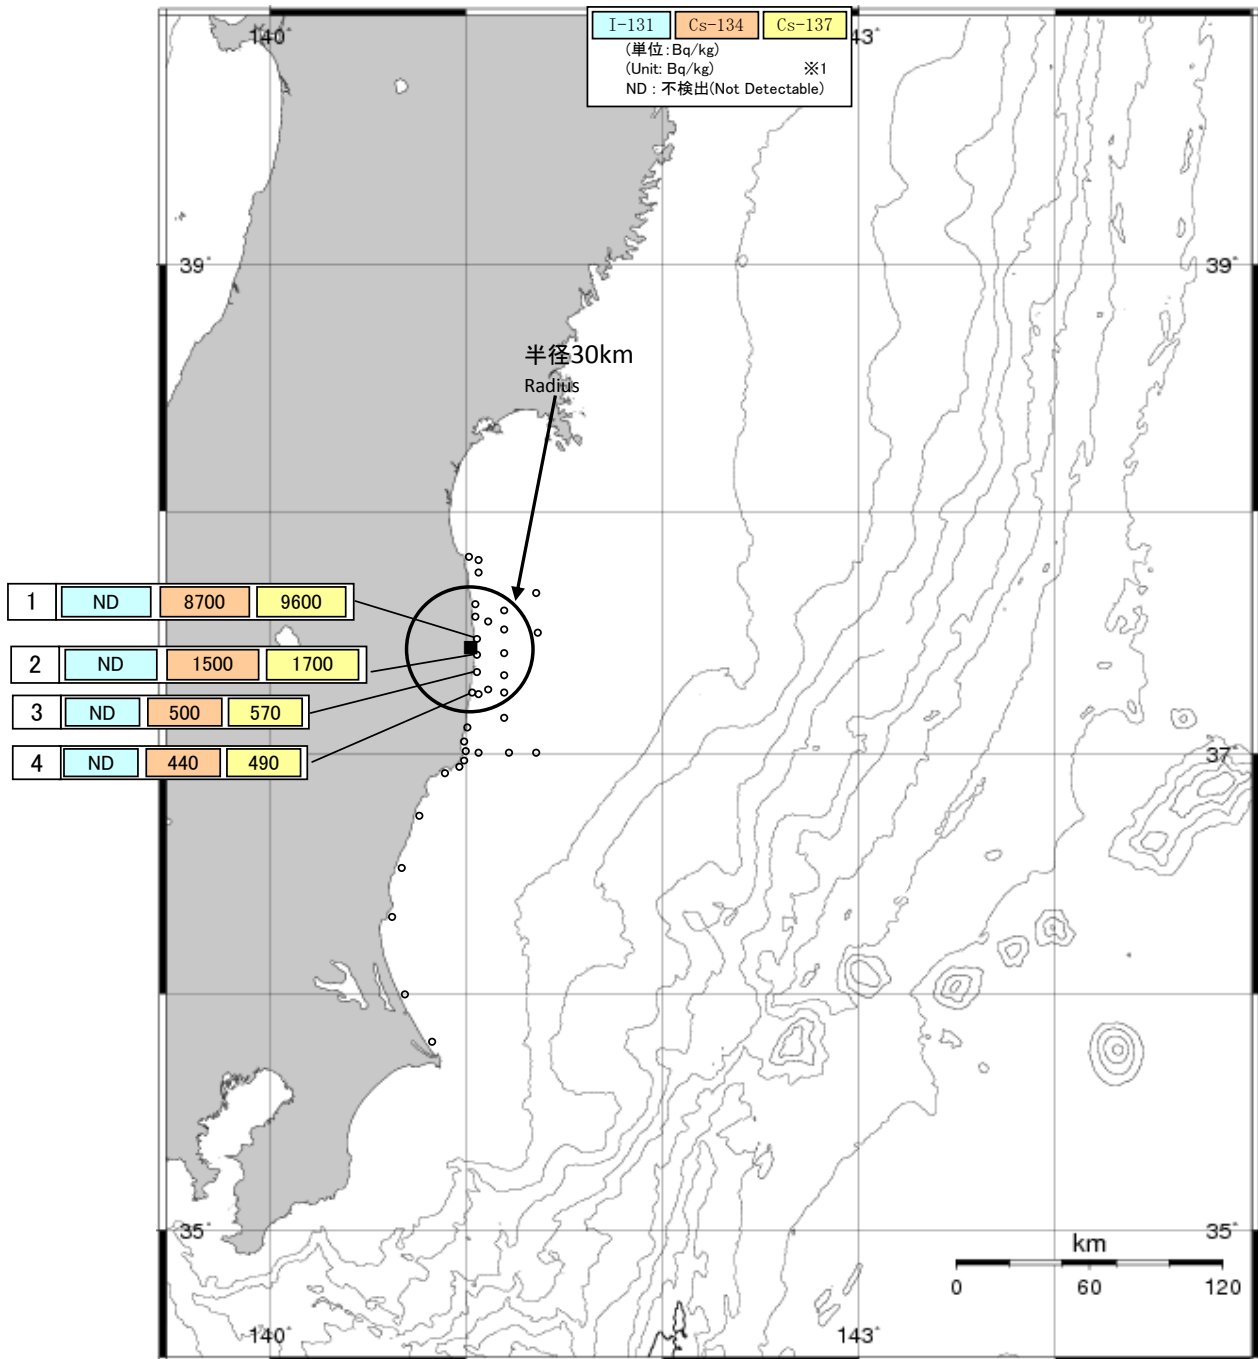 140°
I-131 Cs-134 Cs-137
143°
(単位:Bq/kg)
(Unit: Bq/kg) ※1
ND : 不検出(Not Detectable)
39° 39°
半径30km
Radius
1 ND 8700 9600
2 ND 1500 1700
3 ND 500 570
4 ND 440 490
37°
35° 35°
km
0 60 120
140° 143°